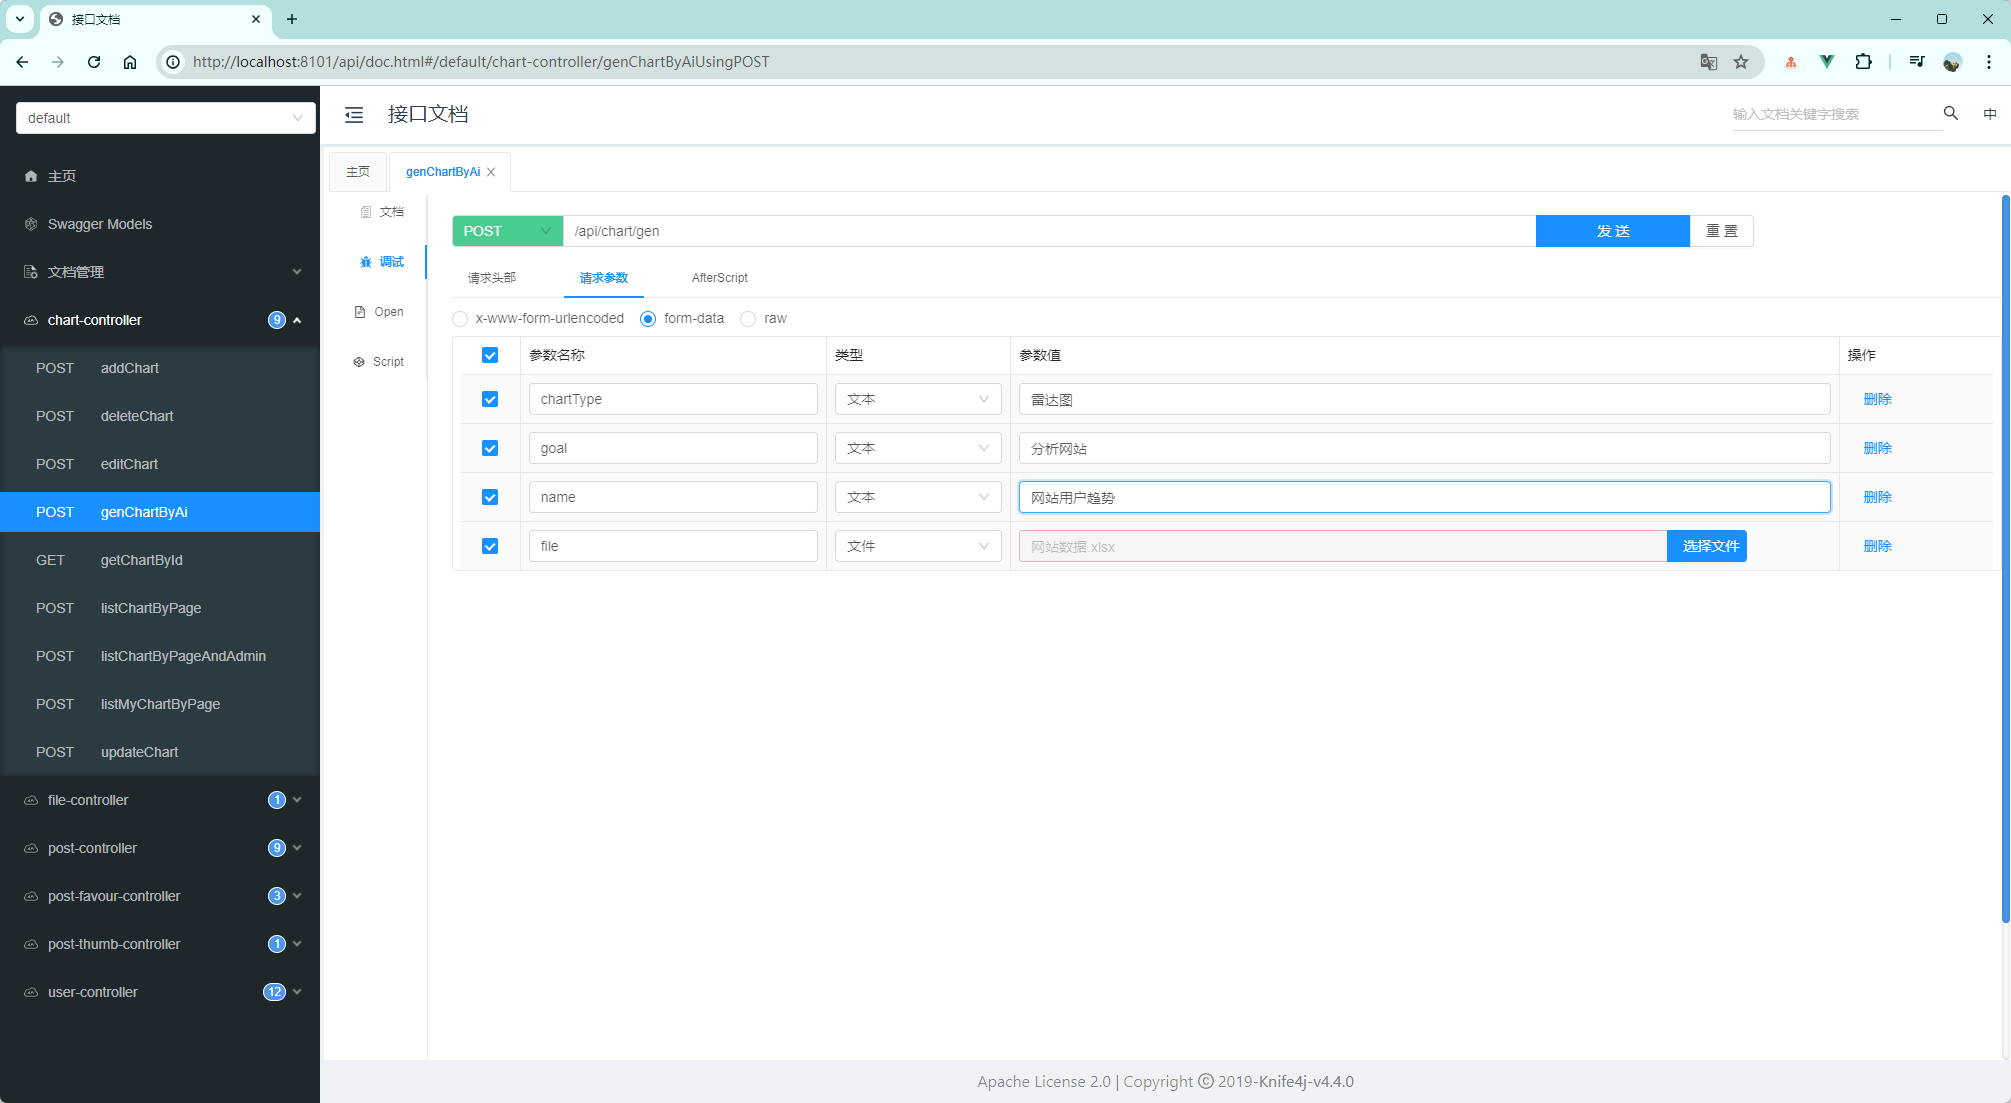 接口文档
http://localhost:8101/api/doc.html#/default/chart-controller/genChartByAiUsingPOST
default
接口文档
输入文档关键字搜索
中
主页
Swagger Models
文档管理
chart-controller 9
POST addChart
POST deleteChart
POST editChart
POST genChartByAi
GET getChartById
POST listChartByPage
POST listChartByPageAndAdmin
POST listMyChartByPage
POST updateChart
file-controller 1
post-controller 9
post-favour-controller 3
post-thumb-controller 1
user-controller 12
主页 genChartByAi
文档
调试
Open
Script
POST /api/chart/gen 发 送 重 置
请求头部 请求参数 AfterScript
x-www-form-urlencoded form-data raw
参数名称 类型 参数值 操作
chartType 文本 雷达图 删除
goal 文本 分析网站 删除
name 文本 网站用户趋势 删除
file 文件 网站数据.xlsx 选择文件 删除
Apache License 2.0 | Copyright © 2019-Knife4j-v4.4.0